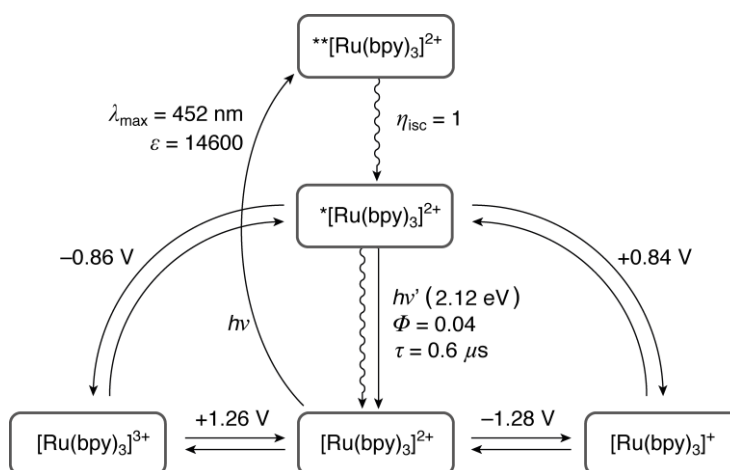 **[Ru(bpy)₃]²⁺
λmax = 452 nm
ε = 14600
ηisc = 1
*[Ru(bpy)₃]²⁺
–0.86 V
+0.84 V
hν
hν' (2.12 eV)
Φ = 0.04
τ = 0.6 μs
+1.26 V
–1.28 V
[Ru(bpy)₃]³⁺
[Ru(bpy)₃]²⁺
[Ru(bpy)₃]⁺